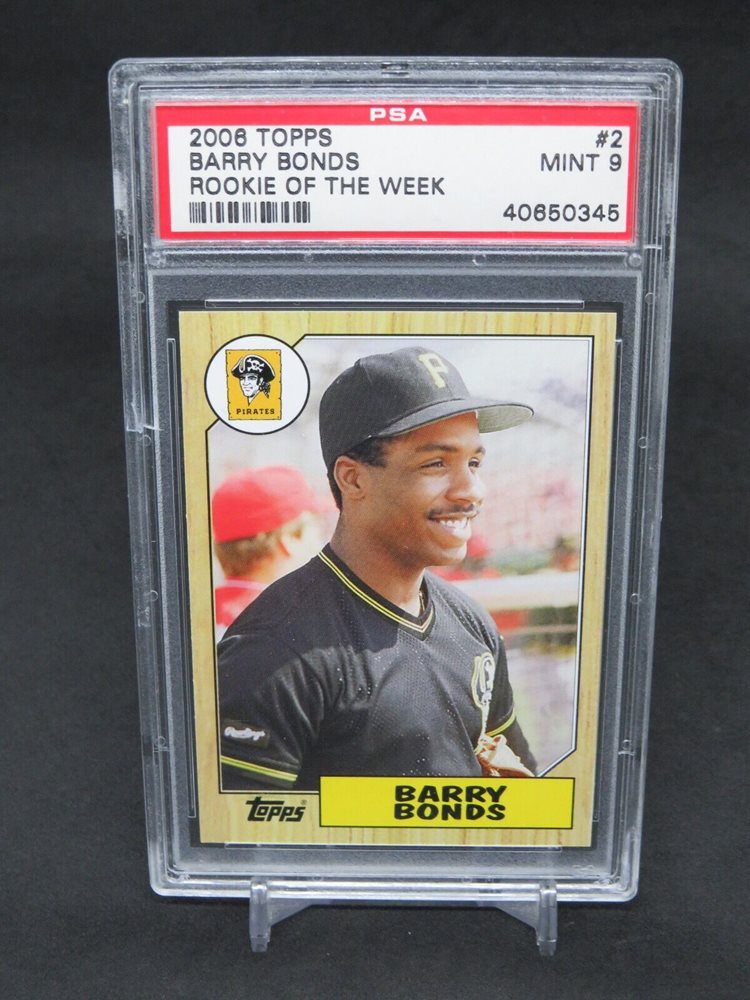 PSA
2006 TOPPS #2
BARRY BONDS MINT 9
ROOKIE OF THE WEEK
40650345
PIRATES
P
Rawlings
TOPPS®
BARRY
BONDS